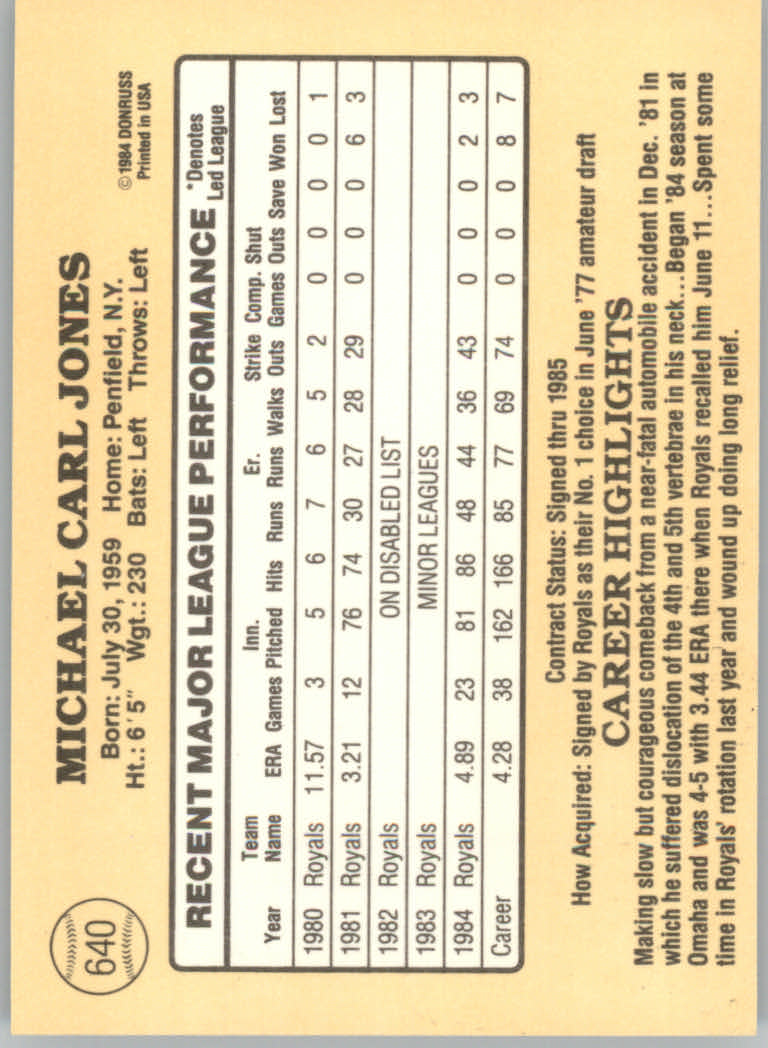 640
MICHAEL CARL JONES
Born: July 30, 1959 Home: Penfield, N.Y.
Ht.: 6'5" Wgt.: 230 Bats: Left Throws: Left
©1984 DONRUSS
Printed in USA
RECENT MAJOR LEAGUE PERFORMANCE *Denotes Led League
Year Team Name ERA Games Inn. Pitched Hits Runs Er. Runs Walks Strike Outs Comp. Games Shut Outs Save Won Lost
1980 Royals 11.57 3 5 6 7 6 5 2 0 0 0 0 1
1981 Royals 3.21 12 76 74 30 27 28 29 0 0 0 6 3
1982 Royals ON DISABLED LIST
1983 Royals MINOR LEAGUES
1984 Royals 4.89 23 81 86 48 44 36 43 0 0 0 2 3
Career 4.28 38 162 166 85 77 69 74 0 0 0 8 7
Contract Status: Signed thru 1985
How Acquired: Signed by Royals as their No. 1 choice in June '77 amateur draft
CAREER HIGHLIGHTS
Making slow but courageous comeback from a near-fatal automobile accident in Dec. '81 in
which he suffered dislocation of the 4th and 5th vertebrae in his neck...Began '84 season at
Omaha and was 4-5 with 3.44 ERA there when Royals recalled him June 11...Spent some
time in Royals' rotation last year and wound up doing long relief.